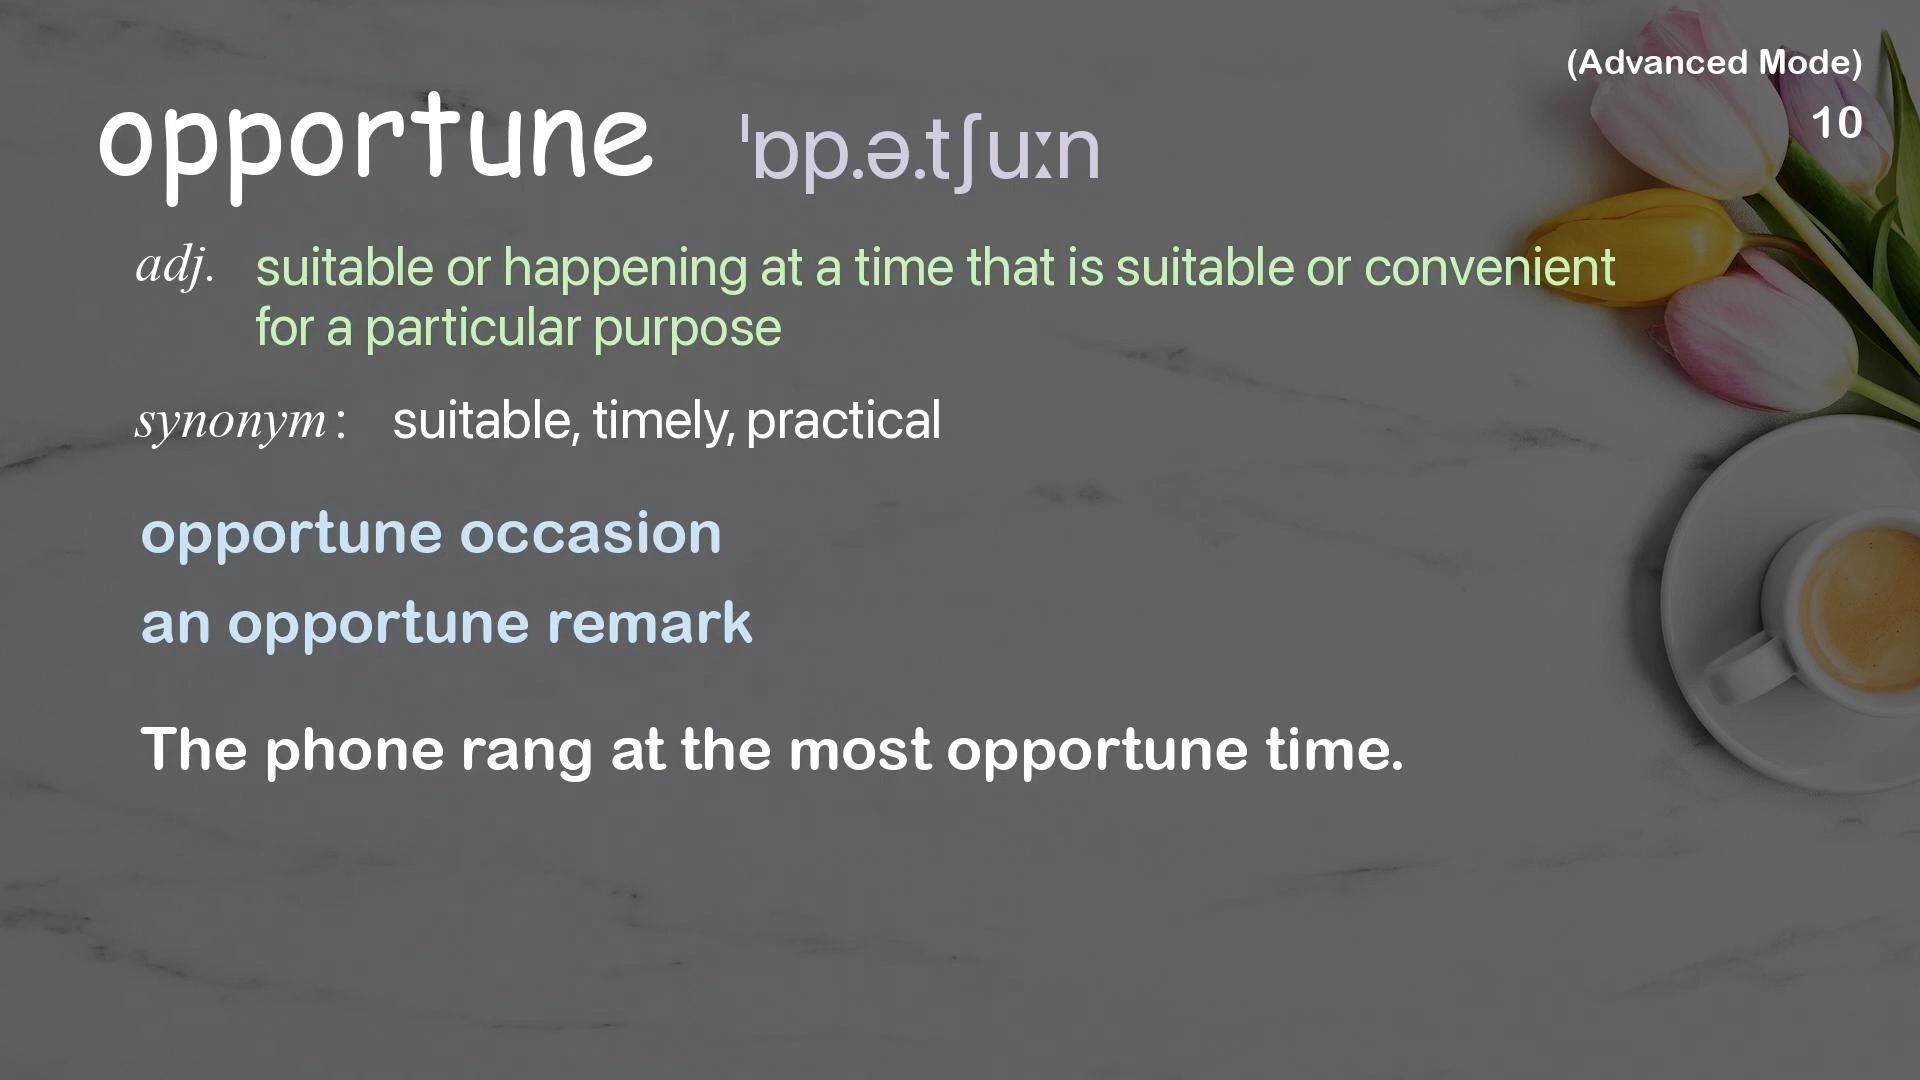 (Advanced Mode)
10
opportune ˈɒp.ə.tʃuːn
adj. suitable or happening at a time that is suitable or convenient
for a particular purpose
synonym: suitable, timely, practical
opportune occasion
an opportune remark
The phone rang at the most opportune time.